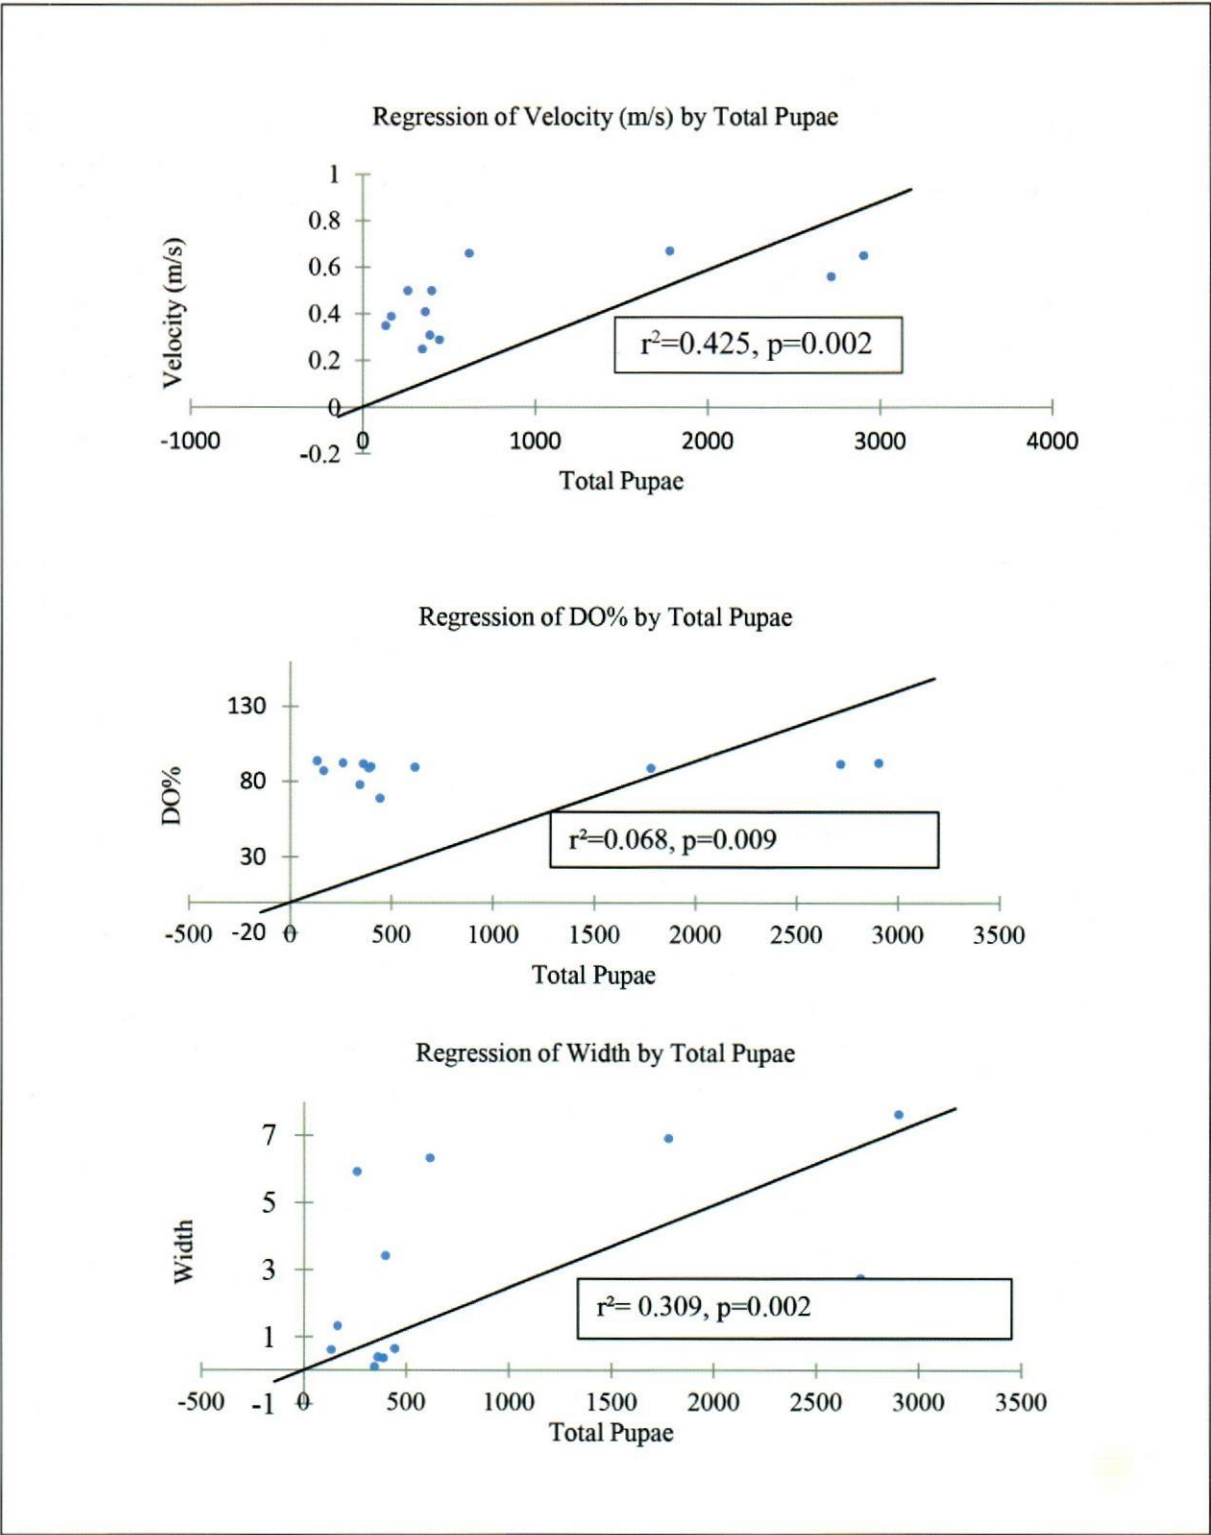 Regression of Velocity (m/s) by Total Pupae
1
0.8
0.6
0.4
0.2
0
-0.2
Velocity (m/s)
r²=0.425, p=0.002
-1000 0 1000 2000 3000 4000
Total Pupae
Regression of DO% by Total Pupae
130
80
30
-20
DO%
r²=0.068, p=0.009
-500 0 500 1000 1500 2000 2500 3000 3500
Total Pupae
Regression of Width by Total Pupae
7
5
3
1
-1
Width
r²= 0.309, p=0.002
-500 0 500 1000 1500 2000 2500 3000 3500
Total Pupae